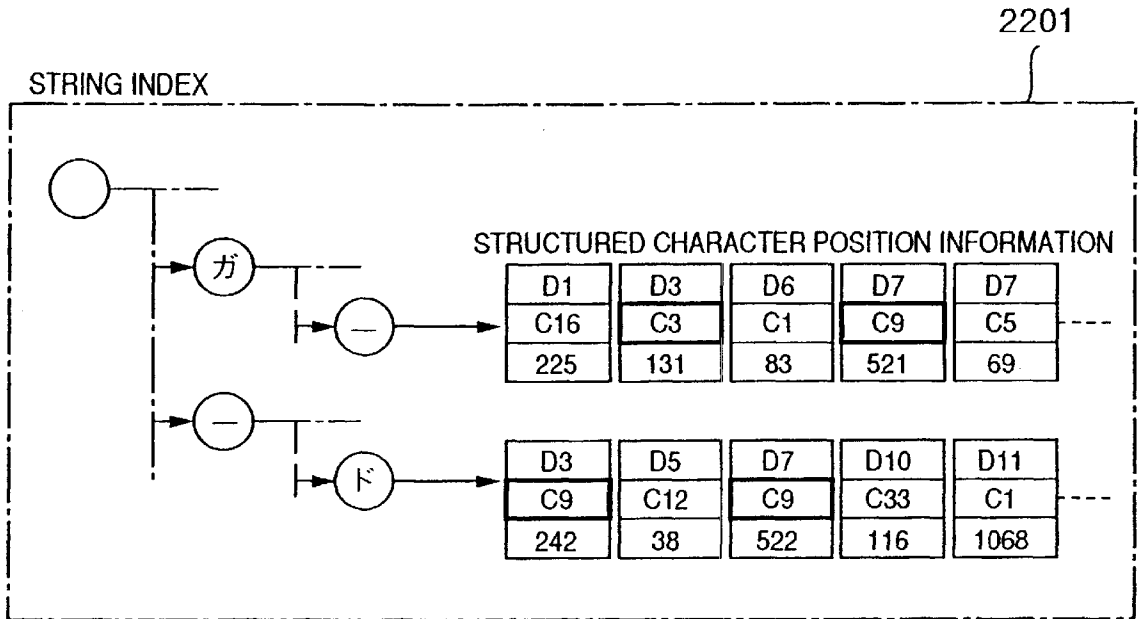 2201
STRING INDEX
STRUCTURED CHARACTER POSITION INFORMATION
ガ
ー
D1 D3 D6 D7 D7
C16 C3 C1 C9 C5
225 131 83 521 69
ー
ド
D3 D5 D7 D10 D11
C9 C12 C9 C33 C1
242 38 522 116 1068